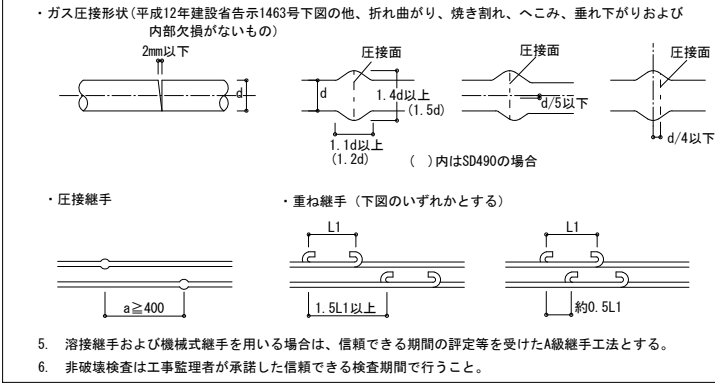 ・ガス圧接形状(平成12年建設省告示1463号下図の他、折れ曲がり、焼き割れ、へこみ、垂れ下がりおよび
内部欠損がないもの)
2mm以下
d
圧接面
d
1.4d以上
(1.5d)
1.1d以上
(1.2d)
圧接面
d/5以下
圧接面
d/4以下
( )内はSD490の場合
・圧接継手
a≧400
・重ね継手（下図のいずれかとする）
L1
1.5L1以上
L1
約0.5L1
5. 溶接継手および機械式継手を用いる場合は、信頼できる期間の評定等を受けたA級継手工法とする。
6. 非破壊検査は工事監理者が承諾した信頼できる検査期間で行うこと。